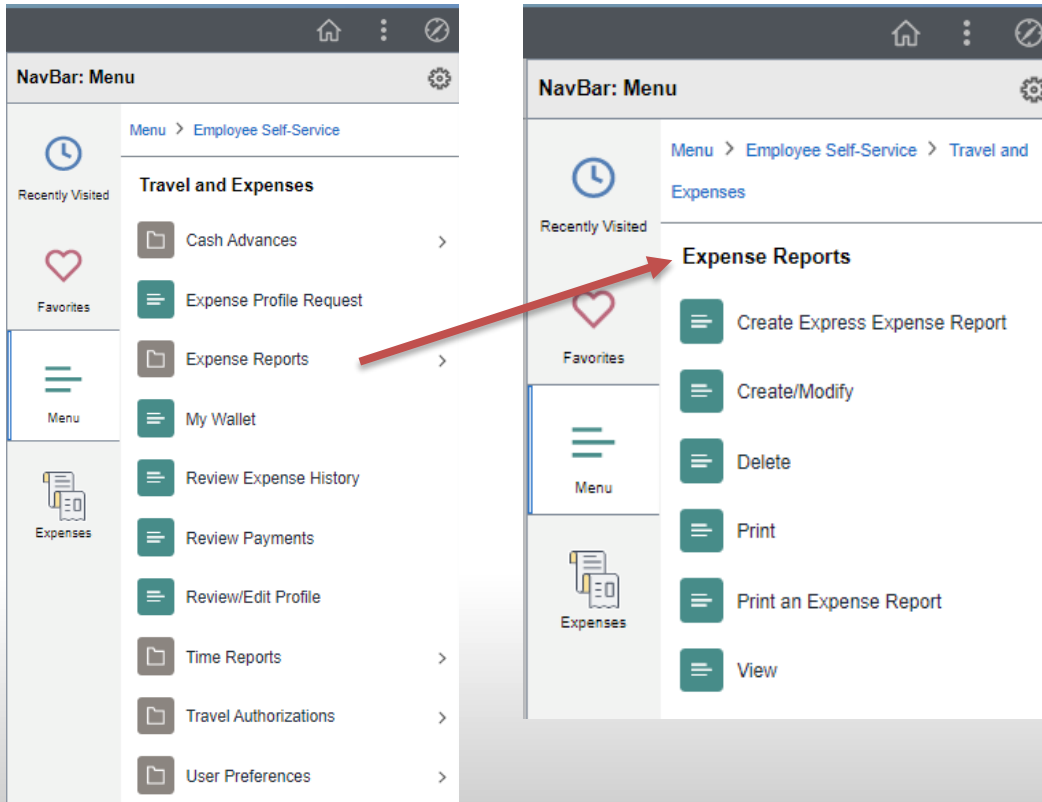 NavBar: Menu
Menu > Employee Self-Service
Recently Visited
Favorites
Menu
Expenses
Travel and Expenses
Cash Advances
Expense Profile Request
Expense Reports
My Wallet
Review Expense History
Review Payments
Review/Edit Profile
Time Reports
Travel Authorizations
User Preferences
NavBar: Menu
Menu > Employee Self-Service > Travel and
Expenses
Recently Visited
Favorites
Menu
Expenses
Expense Reports
Create Express Expense Report
Create/Modify
Delete
Print
Print an Expense Report
View